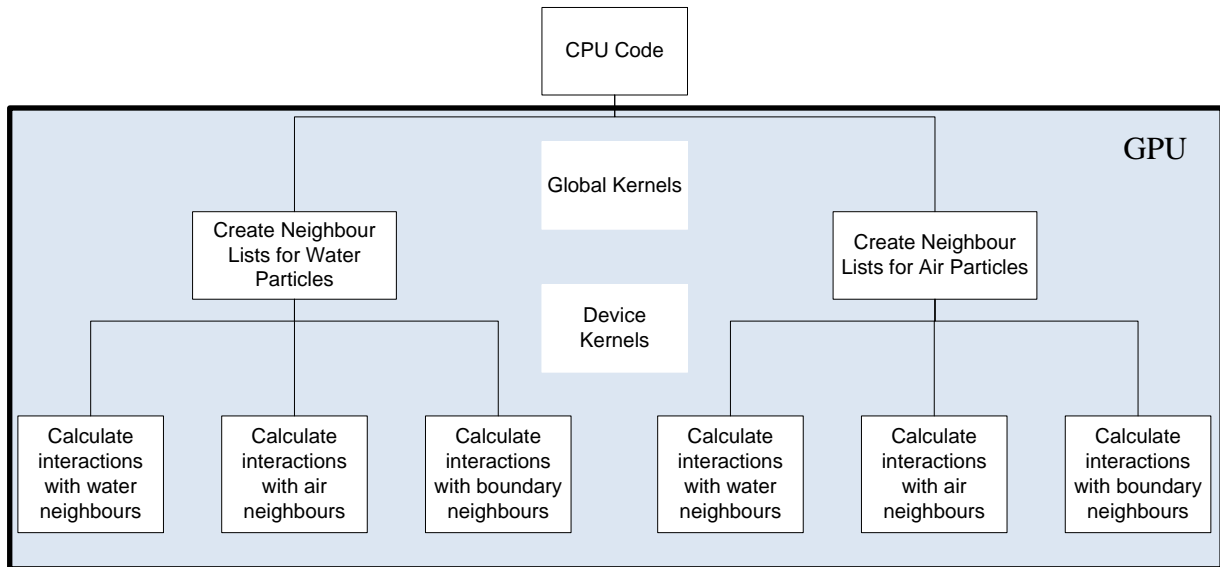 CPU Code
GPU
Global Kernels
Create Neighbour
Lists for Water
Particles
Create Neighbour
Lists for Air Particles
Device
Kernels
Calculate
interactions
with water
neighbours
Calculate
interactions
with air
neighbours
Calculate
interactions
with boundary
neighbours
Calculate
interactions
with water
neighbours
Calculate
interactions
with air
neighbours
Calculate
interactions
with boundary
neighbours